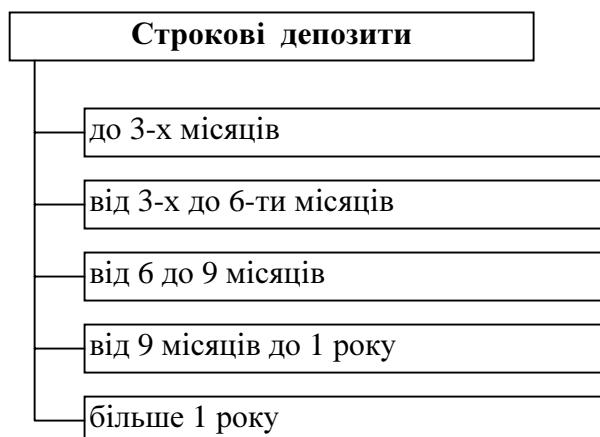 Строкові депозити
до 3-х місяців
від 3-х до 6-ти місяців
від 6 до 9 місяців
від 9 місяців до 1 року
більше 1 року